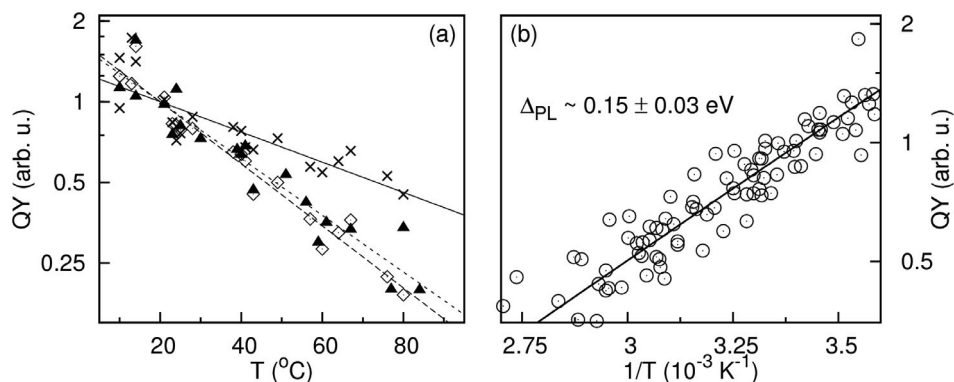 (a)
QY (arb. u.)
1
0.5
0.25
20 40 60 80
T (°C)
(b)
Δ_PL ~ 0.15 ± 0.03 eV
2
1
0.5
QY (arb. u.)
2.75 3 3.25 3.5
1/T (10⁻³ K⁻¹)